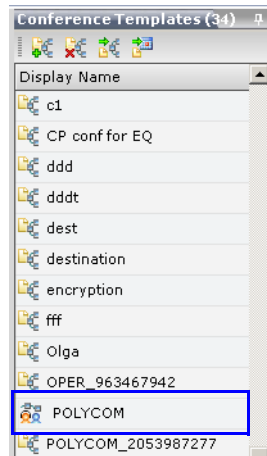 Conference Templates (34)
Display Name
c1
CP conf for EQ
ddd
dddt
dest
destination
encryption
fff
Olga
OPER_963467942
POLYCOM
POLYCOM_2053987277